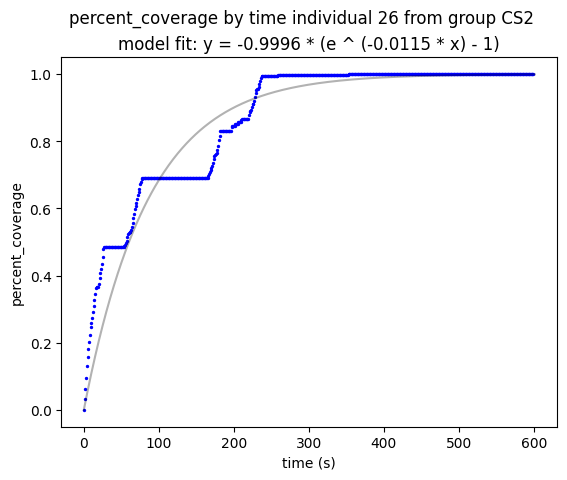 percent_coverage by time individual 26 from group CS2
model fit: y = -0.9996 * (e ^ (-0.0115 * x) - 1)
1.0
0.8
0.6
0.4
0.2
0.0
percent_coverage
0 100 200 300 400 500 600
time (s)